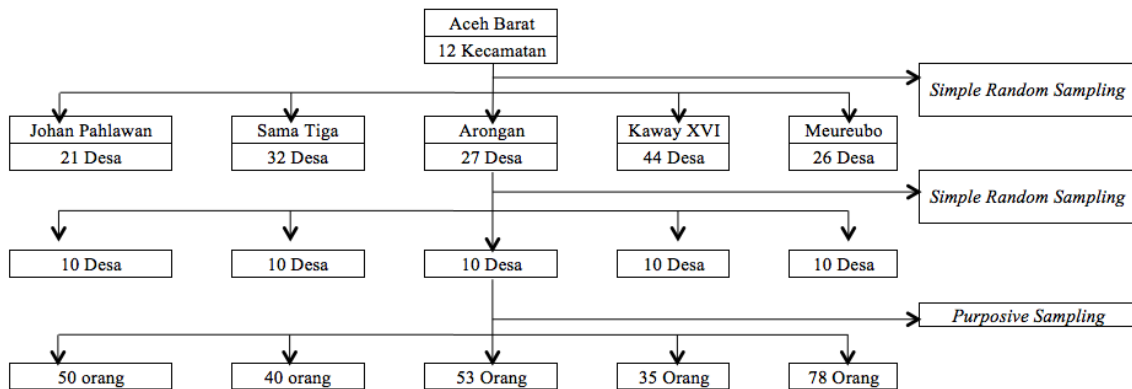 Aceh Barat
12 Kecamatan
Simple Random Sampling
Johan Pahlawan
Sama Tiga
Arongan
Kaway XVI
Meureubo
21 Desa
32 Desa
27 Desa
44 Desa
26 Desa
Simple Random Sampling
10 Desa
10 Desa
10 Desa
10 Desa
10 Desa
Purposive Sampling
50 orang
40 orang
53 Orang
35 Orang
78 Orang